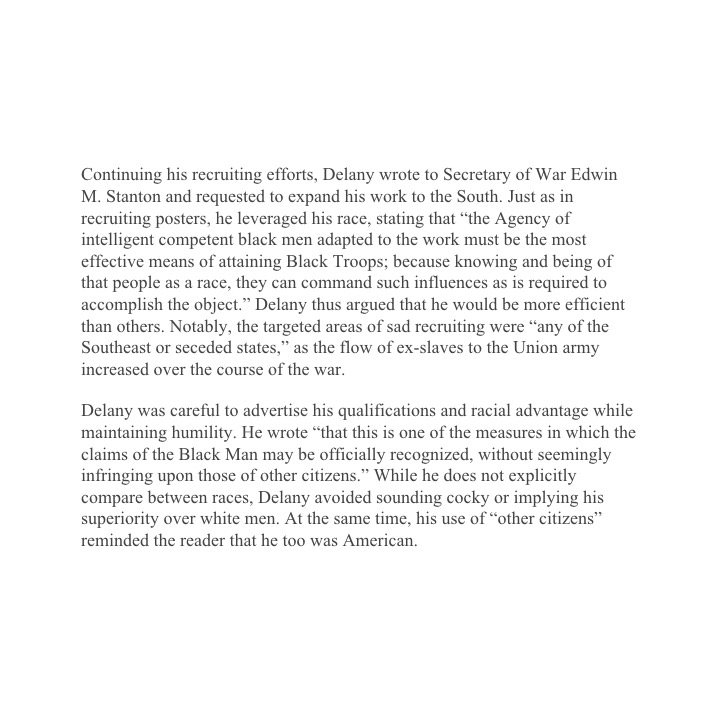 Continuing his recruiting efforts, Delany wrote to Secretary of War Edwin
M. Stanton and requested to expand his work to the South. Just as in
recruiting posters, he leveraged his race, stating that “the Agency of
intelligent competent black men adapted to the work must be the most
effective means of attaining Black Troops; because knowing and being of
that people as a race, they can command such influences as is required to
accomplish the object.” Delany thus argued that he would be more efficient
than others. Notably, the targeted areas of sad recruiting were “any of the
Southeast or seceded states,” as the flow of ex-slaves to the Union army
increased over the course of the war.
Delany was careful to advertise his qualifications and racial advantage while
maintaining humility. He wrote “that this is one of the measures in which the
claims of the Black Man may be officially recognized, without seemingly
infringing upon those of other citizens.” While he does not explicitly
compare between races, Delany avoided sounding cocky or implying his
superiority over white men. At the same time, his use of “other citizens”
reminded the reader that he too was American.